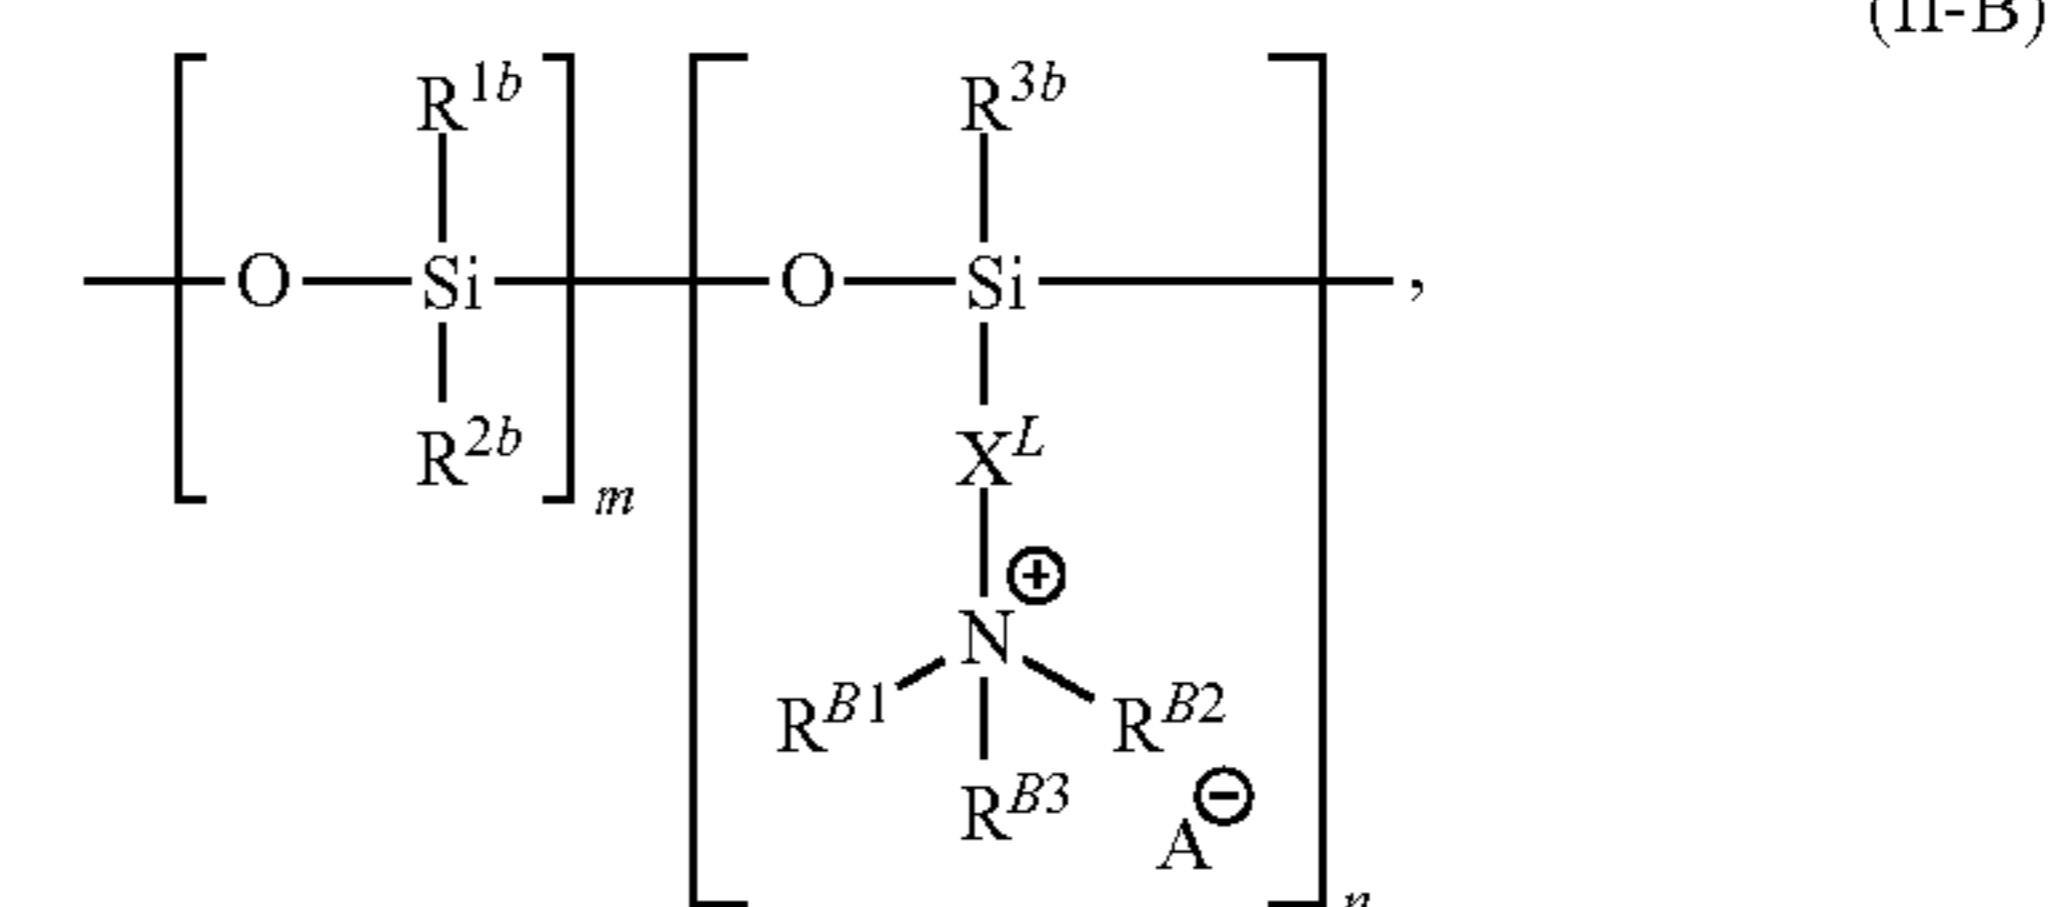 (II-B)
R1b R3b
O Si O Si ,
R2b XL
m
⊕
N
RB1 RB2
RB3 ⊖
A
n